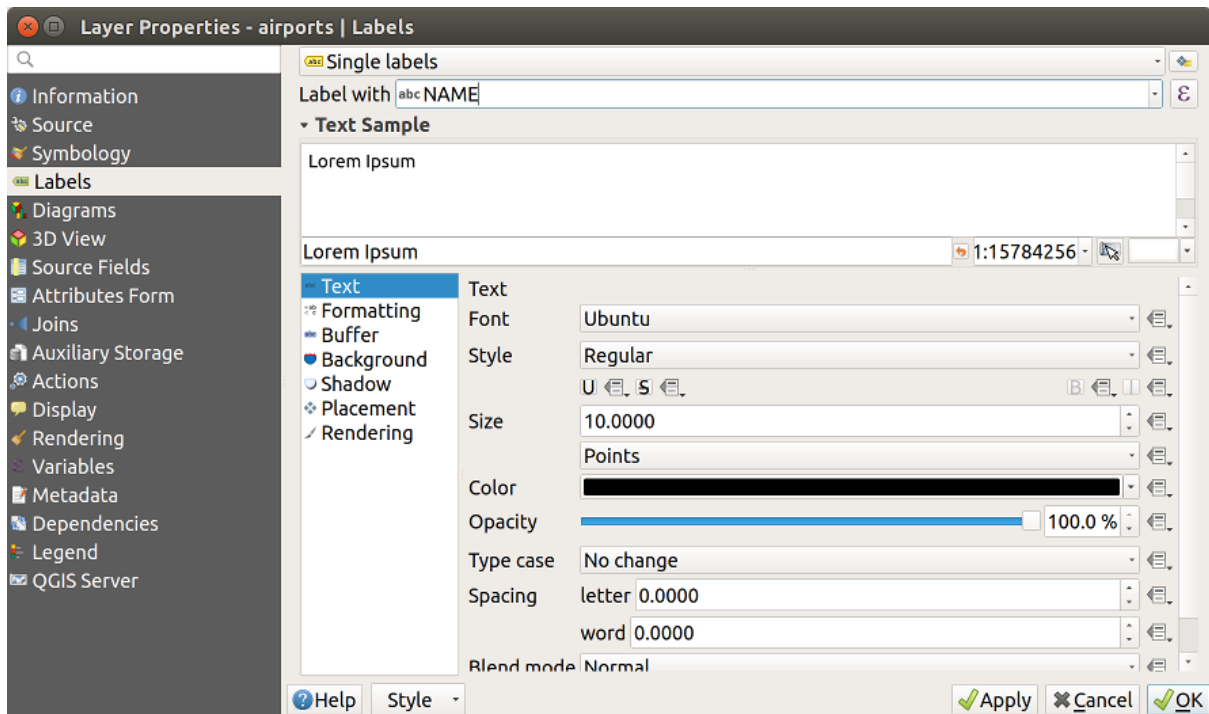 Layer Properties - airports | Labels
Information
Source
Symbology
Labels
Diagrams
3D View
Source Fields
Attributes Form
Joins
Auxiliary Storage
Actions
Display
Rendering
Variables
Metadata
Dependencies
Legend
QGIS Server
Single labels
Label with abc NAME
ε
Text Sample
Lorem Ipsum
Lorem Ipsum 1:15784256
Text
Formatting
Buffer
Background
Shadow
Placement
Rendering
Text
Font Ubuntu
Style Regular
U S B I
Size 10.0000
Points
Color
Opacity 100.0 %
Type case No change
Spacing letter 0.0000
word 0.0000
Blend mode Normal
Help Style Apply Cancel OK